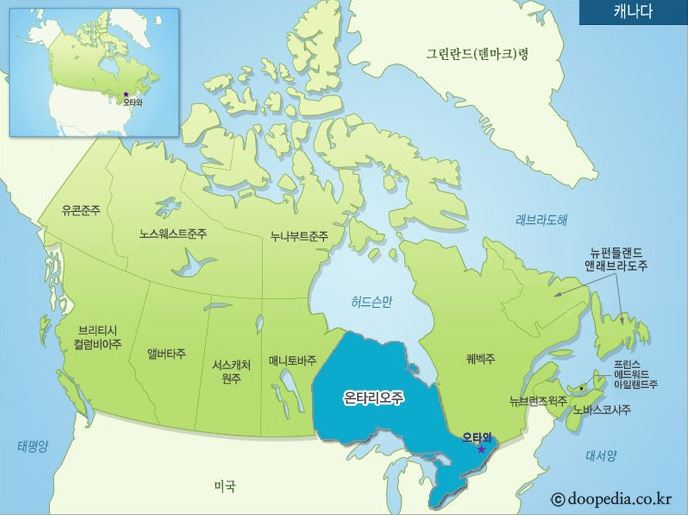 캐나다
오타와
그린란드(덴마크)령
유콘준주
노스웨스트준주
누나부트준주
래브라도해
뉴펀들랜드
앤래브라도주
허드슨만
브리티시
컬럼비아주
앨버타주
서스캐처
원주
매니토바주
퀘벡주
프린스
에드워드
아일랜드주
온타리오주
뉴브런즈윅주
노바스코샤주
오타와
태평양
대서양
미국
ⓒ doopedia.co.kr